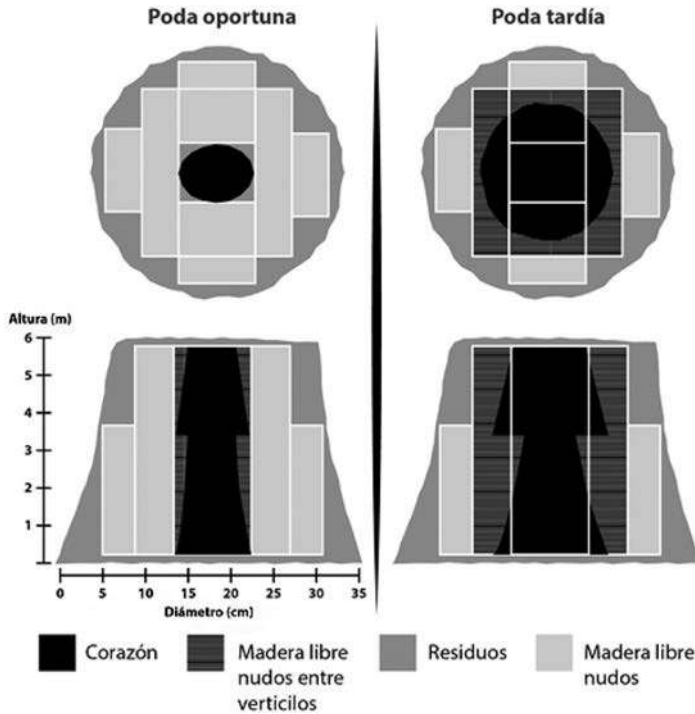 Poda oportuna
Poda tardía
Altura (m)
6
5
4
3
2
1
0 5 10 15 20 25 30 35
Diámetro (cm)
Corazón
Madera libre
nudos entre
verticilos
Residuos
Madera libre
nudos